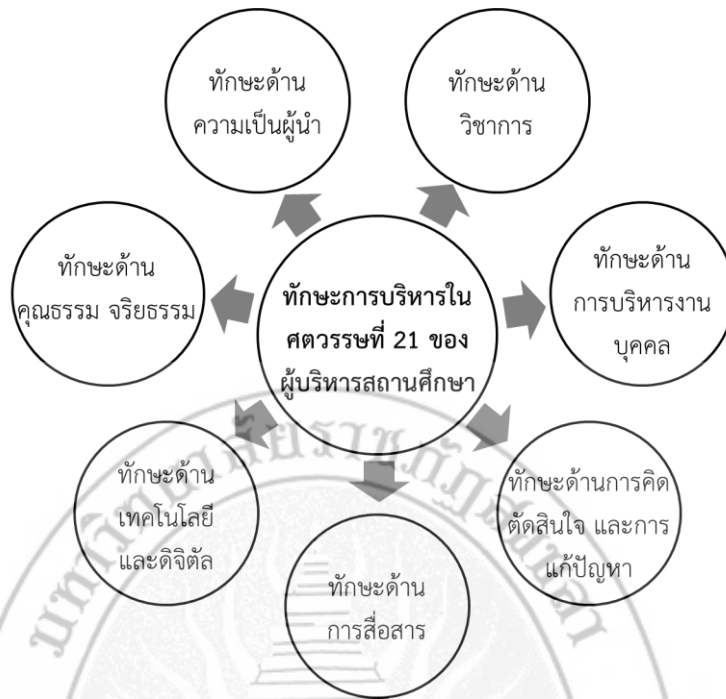 ทักษะด้าน
ความเป็นผู้นำ
ทักษะด้าน
วิชาการ
ทักษะด้าน
คุณธรรม จริยธรรม
ทักษะการบริหารใน
ศตวรรษที่ 21 ของ
ผู้บริหารสถานศึกษา
ทักษะด้าน
การบริหารงาน
บุคคล
ทักษะด้าน
เทคโนโลยี
และดิจิตัล
ทักษะด้านการคิด
ตัดสินใจ และการ
แก้ปัญหา
ทักษะด้าน
การสื่อสาร